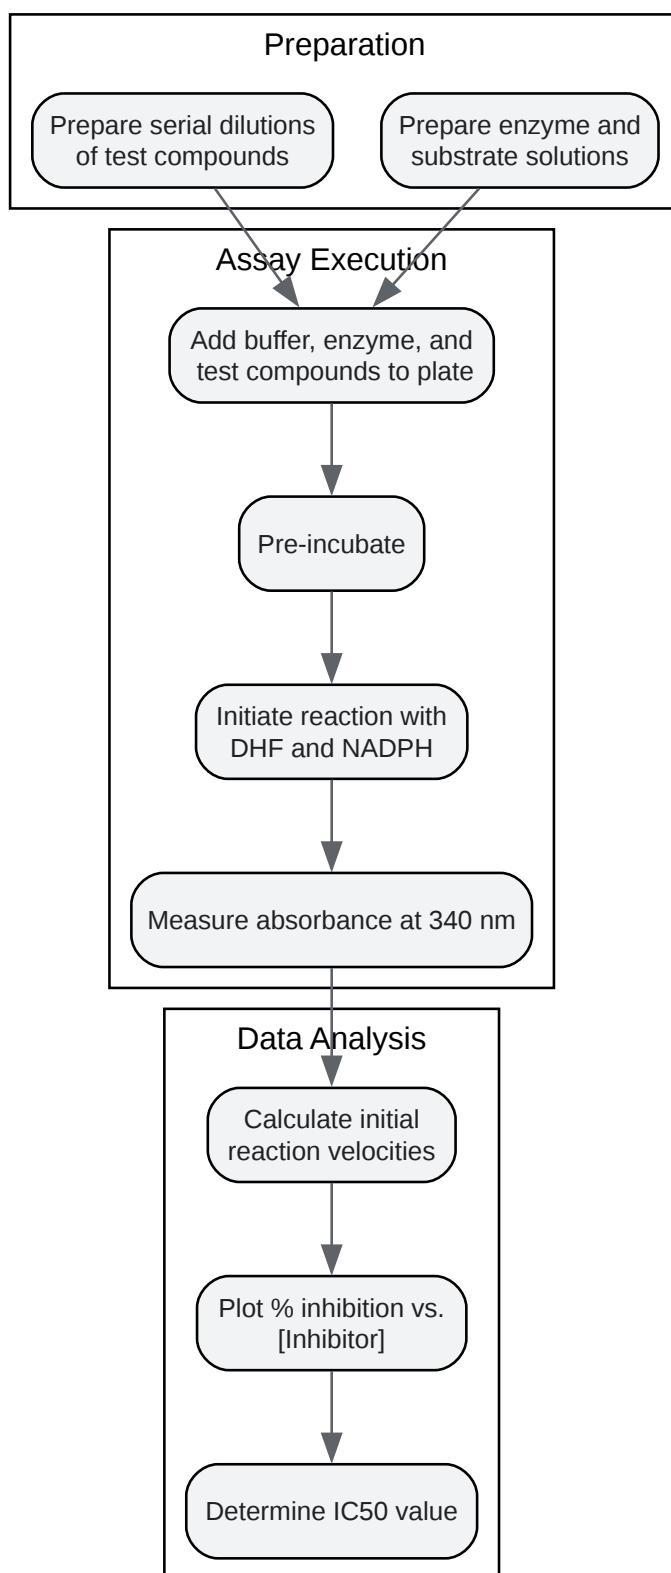 Preparation
Prepare serial dilutions
of test compounds
Prepare enzyme and
substrate solutions
Assay Execution
Add buffer, enzyme, and
test compounds to plate
Pre-incubate
Initiate reaction with
DHF and NADPH
Measure absorbance at 340 nm
Data Analysis
Calculate initial
reaction velocities
Plot % inhibition vs.
[Inhibitor]
Determine IC50 value